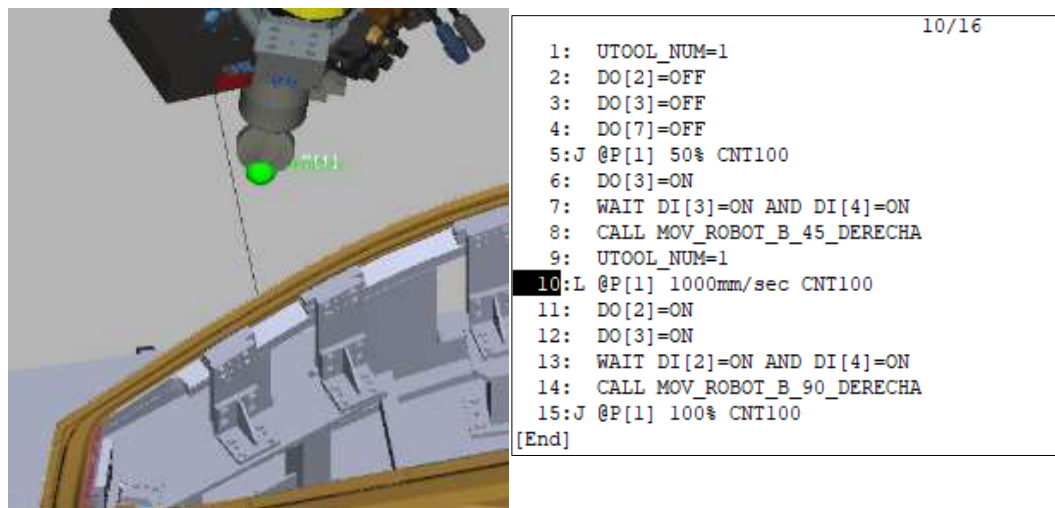 10/16
1: UTOOL_NUM=1
2: DO[2]=OFF
3: DO[3]=OFF
4: DO[7]=OFF
5:J @P[1] 50% CNT100
6: DO[3]=ON
7: WAIT DI[3]=ON AND DI[4]=ON
8: CALL MOV_ROBOT_B_45_DERECHA
9: UTOOL_NUM=1
10:L @P[1] 1000mm/sec CNT100
11: DO[2]=ON
12: DO[3]=ON
13: WAIT DI[2]=ON AND DI[4]=ON
14: CALL MOV_ROBOT_B_90_DERECHA
15:J @P[1] 100% CNT100
[End]